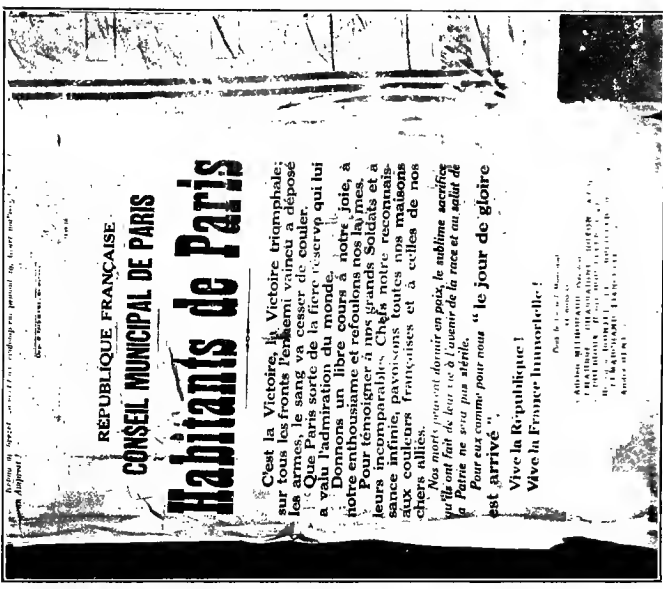 RÉPUBLIQUE FRANÇAISE
CONSEIL MUNICIPAL DE PARIS
Habitants de Paris
C'est la Victoire, la Victoire triomphale;
sur tous les fronts l'ennemi vaincu a déposé
les armes, le sang va cesser de couler.
Que Paris sorte de la fière réserve qui lui
a valu l'admiration du monde.
Donnons un libre cours à notre joie, à
notre enthousiame et refoulons nos larmes.
Pour témoigner à nos grands Soldats et à
leurs incomparables Chefs notre reconnais-
sance infinie, pavoisons toutes nos maisons
aux couleurs françaises et à celles de nos
chers alliés.
Nos morts peuvent dormir en paix, le sublime sacrifice
qu'ils ont fait de leur vie à l'avenir de la race et au salut de
la Patrie ne sera pas stérile.
Pour eux comme pour nous "le jour de gloire
est arrivé".
Vive la République !
Vive la France Immortelle !